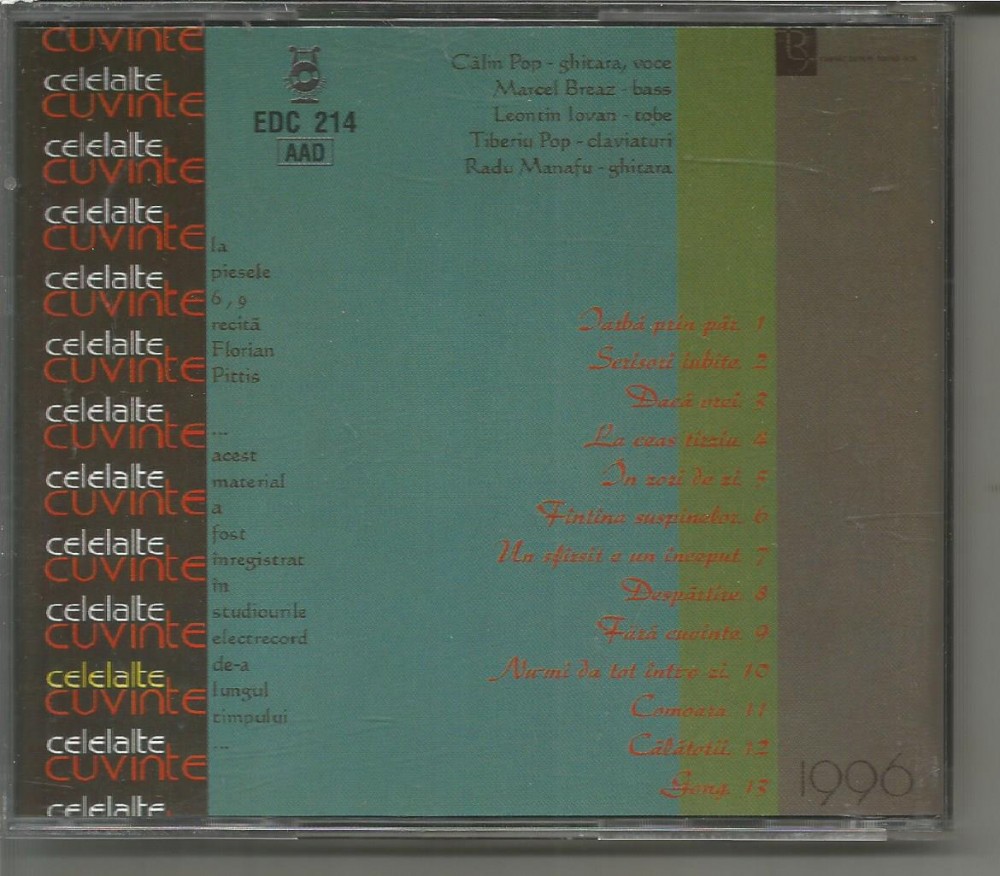 cuvinte
celelalte
cuvinte
celelalte
cuvinte
celelalte
cuvinte
celelalte
cuvinte
celelalte
cuvinte
celelalte
cuvinte
celelalte
cuvinte
celelalte
cuvinte
celelalte
cuvinte
celelalte
cuvinte
celelalte
cuvinte
celelalte
EDC 214
AAD
Călin Pop - ghitara, voce
Marcel Breaz - bass
Leontin Iovan - tobe
Tiberiu Pop - claviaturi
Radu Manafu - ghitara
la
piesele
6, 9
recită
Florian
Pittis
...
acest
material
a
fost
înregistrat
în
studiourile
electrecord
de-a
lungul
timpului
...
Iarbă prin păr. 1
Scrisori iubite. 2
Dacă vrei. 3
La ceas tîrziu. 4
În zori de zi. 5
Fîntîna suspinelor. 6
Un sfîrsit e un început. 7
Despărtire. 8
Fără cuvinte. 9
Nu-mi da tot într-o zi. 10
Comoara. 11
Călătorii. 12
Gong. 13
1996